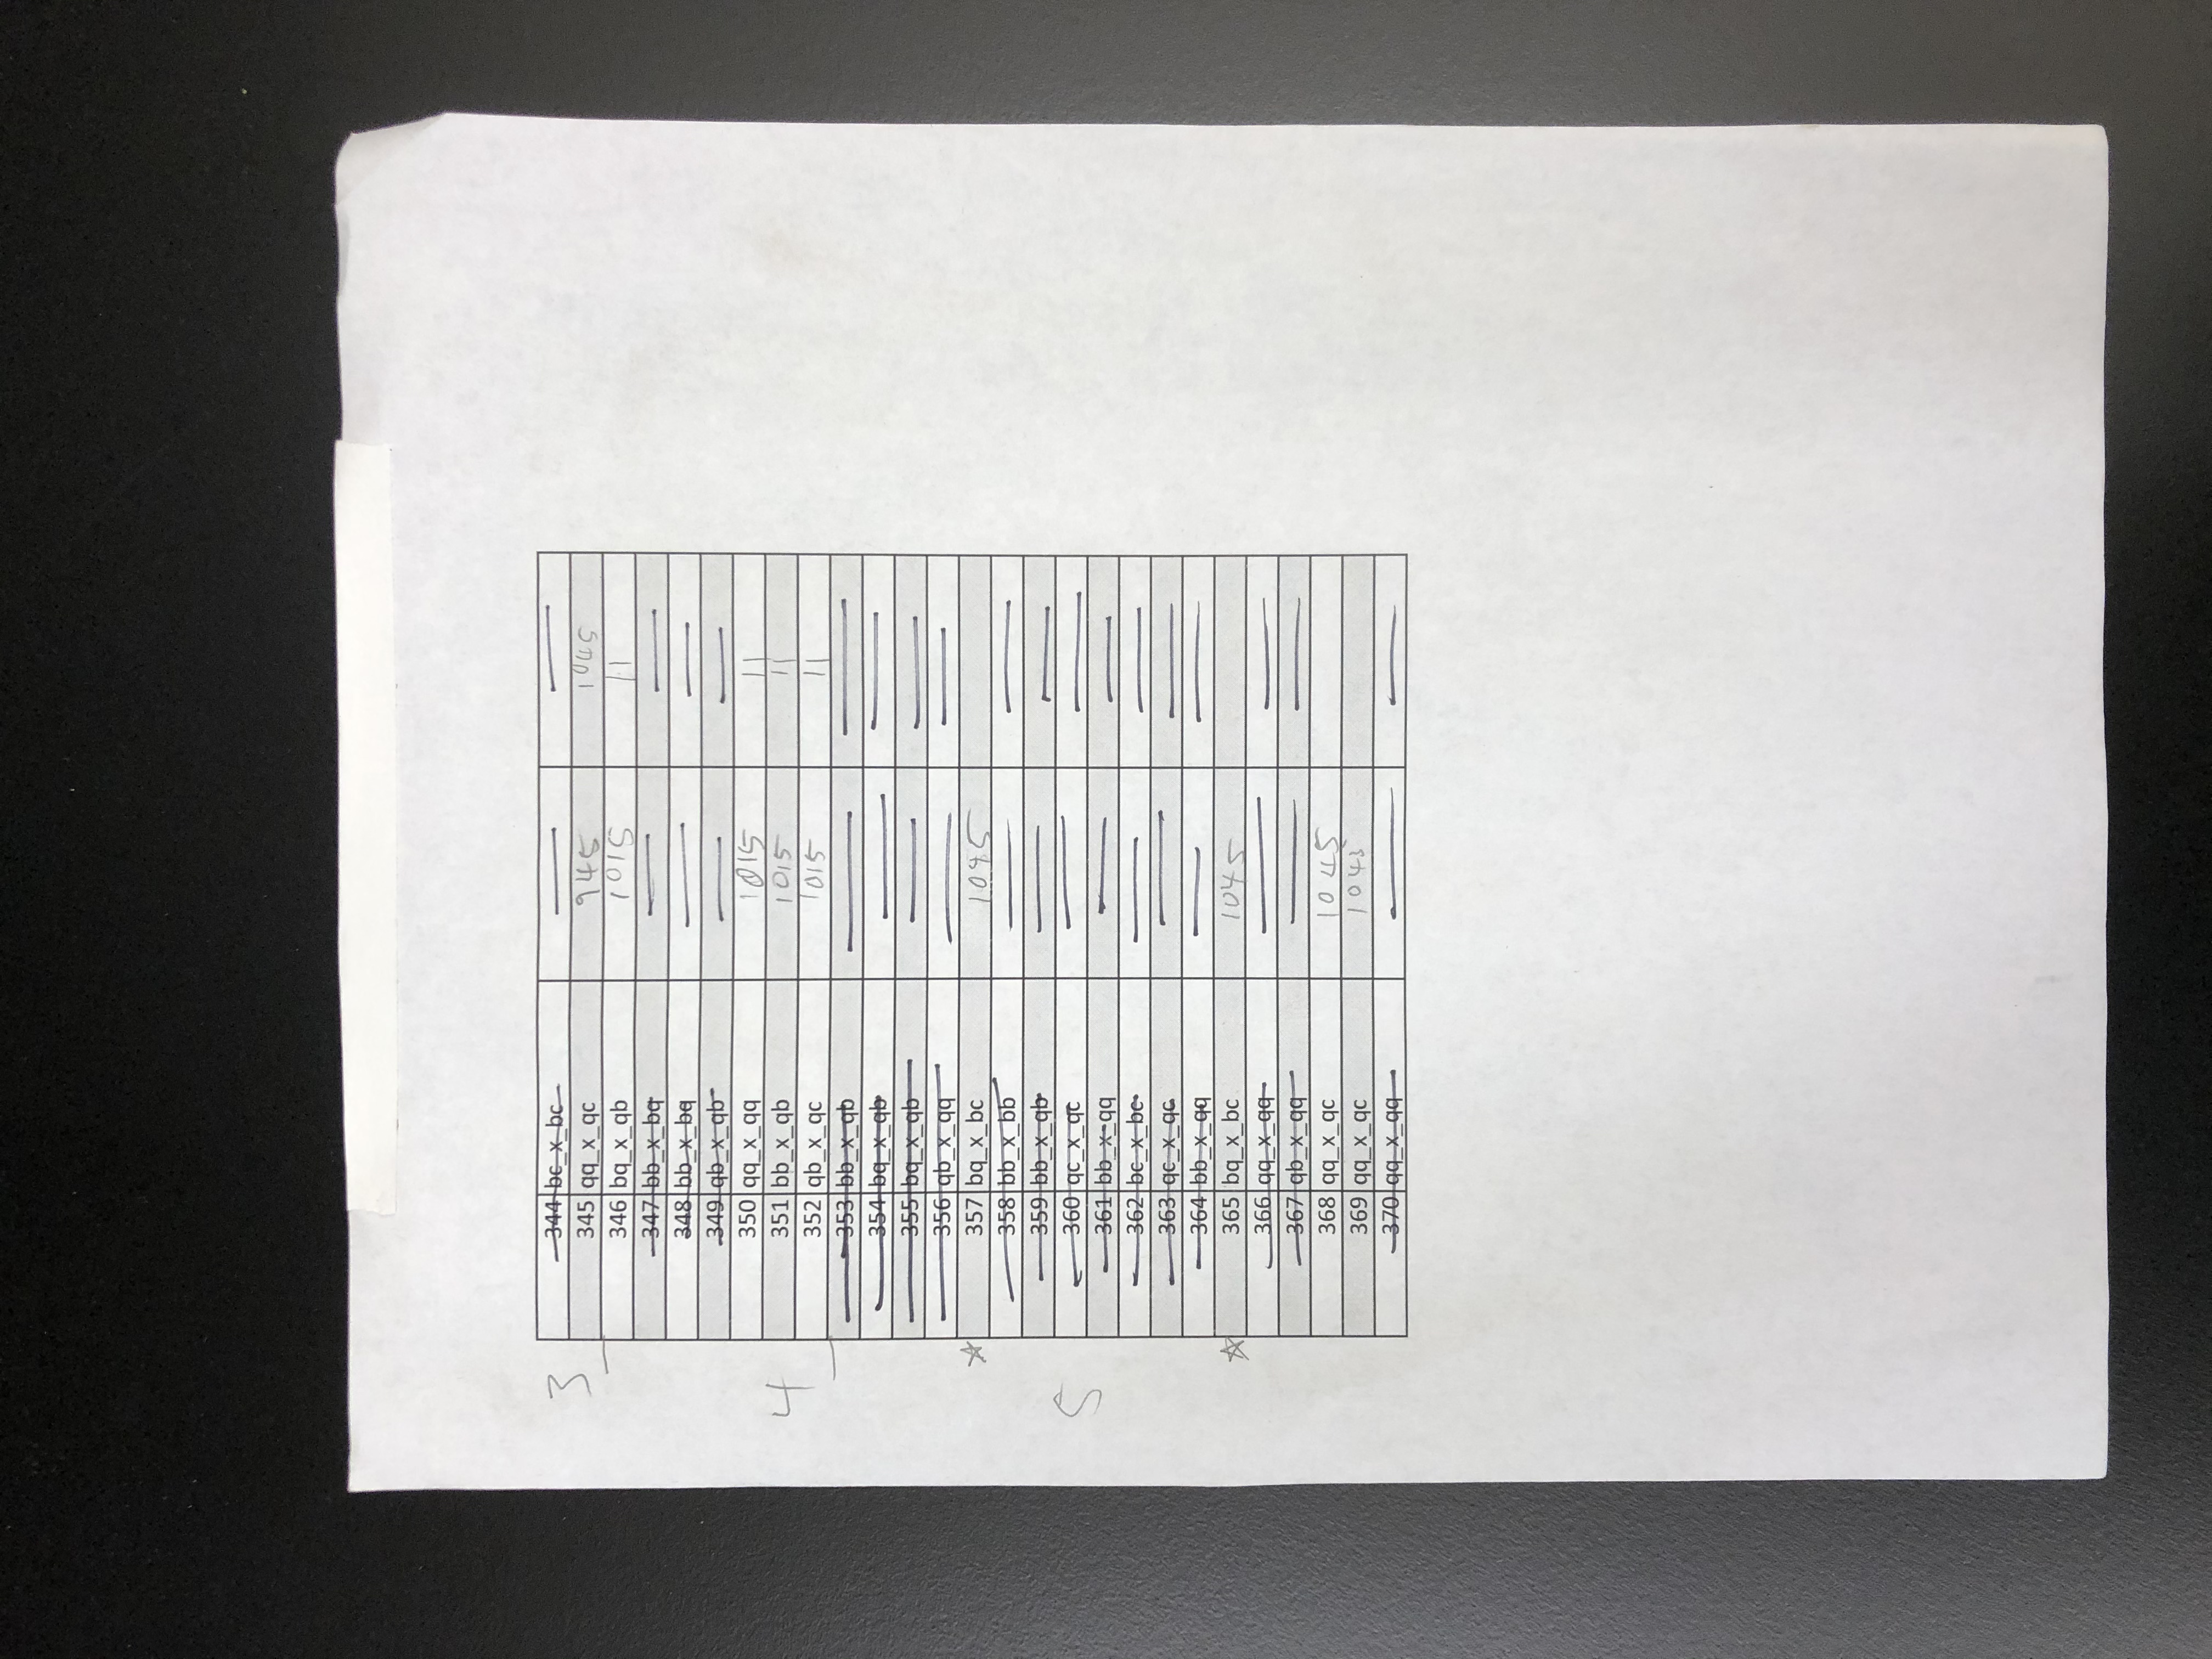 3
344 bc_x_bc
345 qq_x_qc 945 1045
346 bq_x_qb 1015 11
347 bb_x_bq
348 bb_x_bq
349 qb_x_qb
350 qq_x_qq 1015 11
4
351 bb_x_qb 1015 11
352 qb_x_qc 1015 11
353 bb_x_qb
354 bq_x_qb
355 bq_x_qb
356 qb_x_qq
357 bq_x_bc 1045
358 bb_x_bb
359 bb_x_qb
5
360 qc_x_qc
361 bb_x_qq
362 bc_x_bc
363 qc_x_qc
364 bb_x_qq
365 bq_x_bc 1045
366 qq_x_qq
367 qb_x_qq
368 qq_x_qc 1045
369 qq_x_qc 1045
370 qq_x_qq